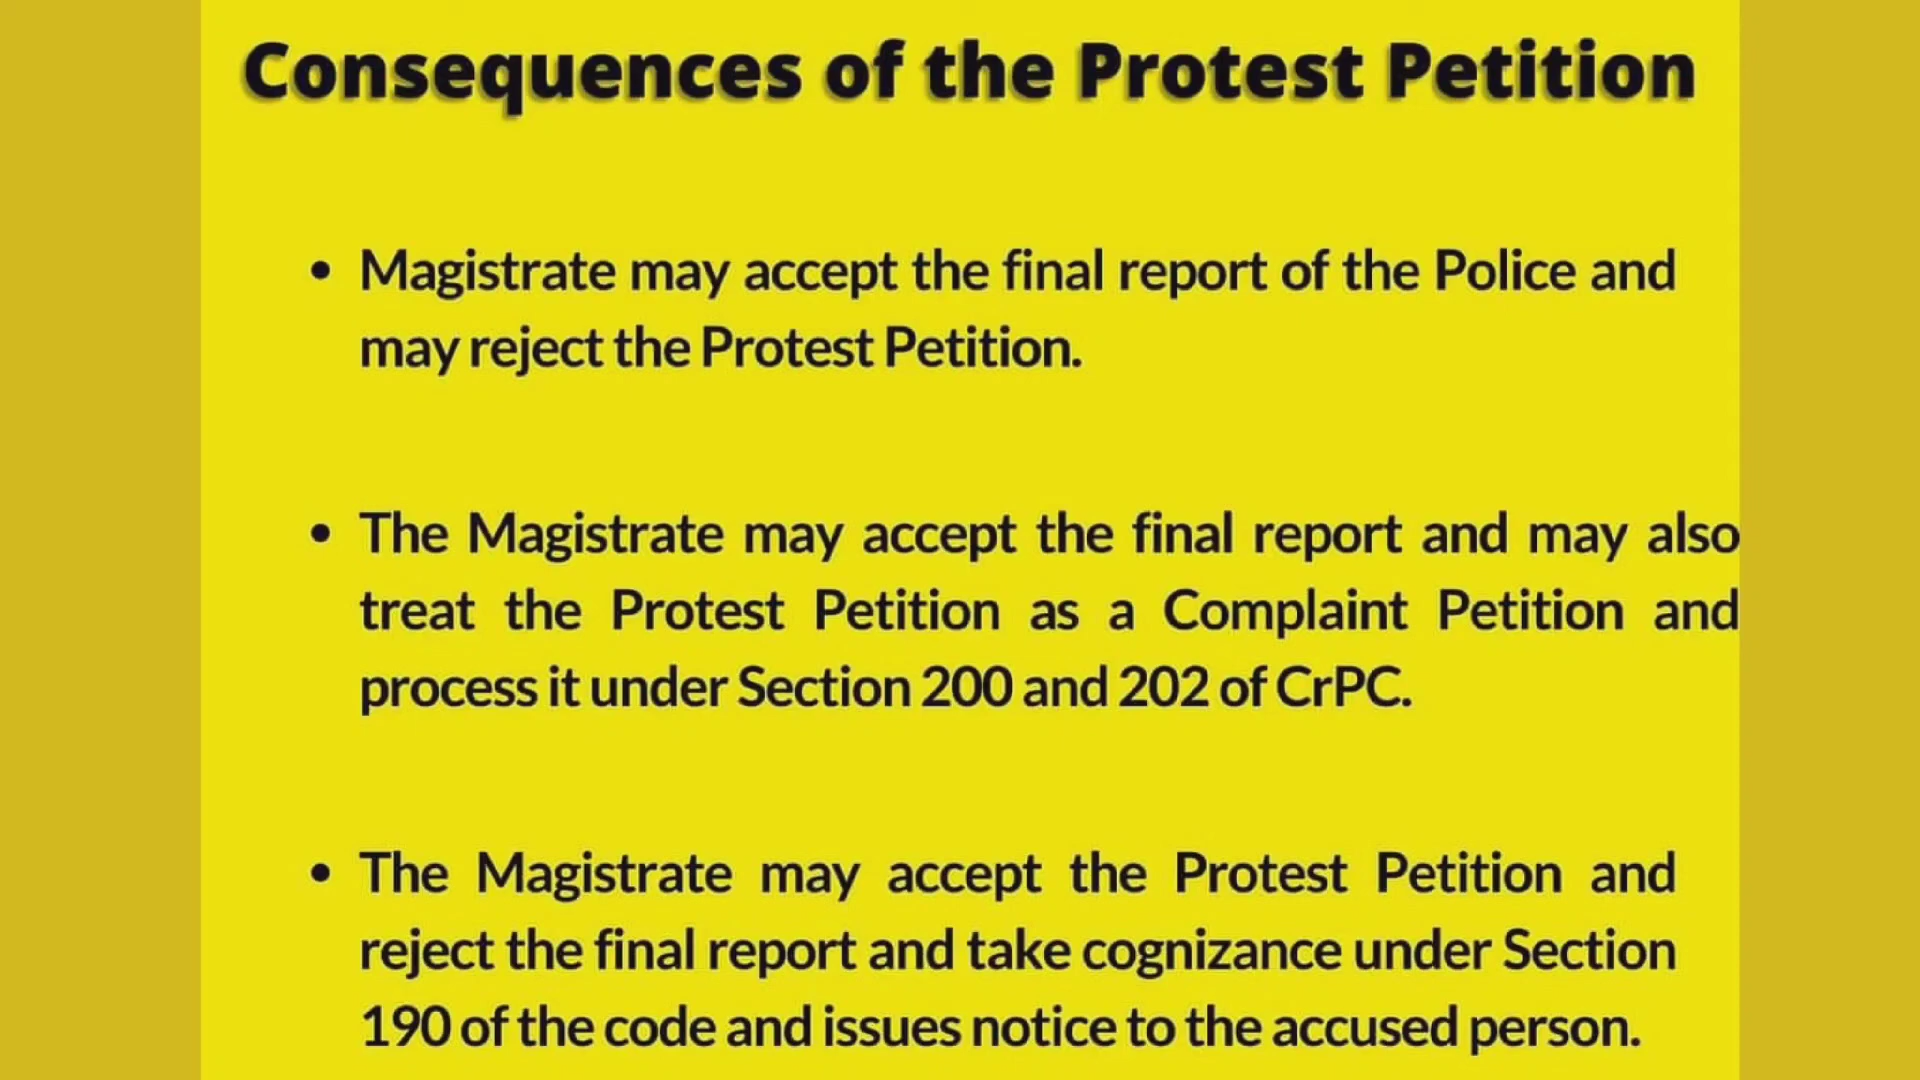 Consequences of the Protest Petition
• Magistrate may accept the final report of the Police and
may reject the Protest Petition.
• The Magistrate may accept the final report and may also
treat the Protest Petition as a Complaint Petition and
process it under Section 200 and 202 of CrPC.
• The Magistrate may accept the Protest Petition and
reject the final report and take cognizance under Section
190 of the code and issues notice to the accused person.